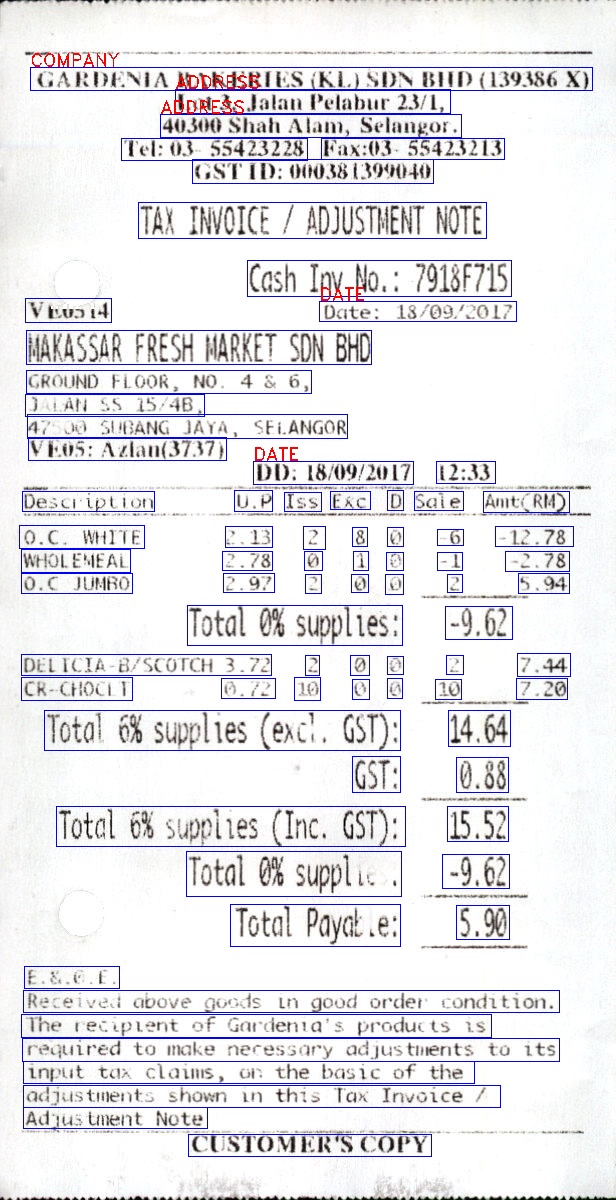 COMPANY
GARDENIA BAKERIES (KL) SDN BHD (139386 X)
ADDRESS
Lot 3, Jalan Pelabur 23/1,
ADDRESS
40300 Shah Alam, Selangor.
Tel: 03- 55423228 Fax:03- 55423213
GST ID: 000381399040
TAX INVOICE / ADJUSTMENT NOTE
Cash Inv No.: 7918F715
DATE
VE0514 Date: 18/09/2017
MAKASSAR FRESH MARKET SDN BHD
GROUND FLOOR, NO. 4 & 6,
JALAN SS 15/4B,
47500 SUBANG JAYA, SELANGOR
VE05: Azlan(3737)
DATE
DD: 18/09/2017 12:33
Description U.P Iss Exc D Sale Amt(RM)
O.C. WHITE 2.13 2 8 0 -6 -12.78
WHOLEMEAL 2.78 0 1 0 -1 -2.78
O.C JUMBO 2.97 2 0 0 2 5.94
Total 0% supplies: -9.62
DELICIA-B/SCOTCH 3.72 2 0 0 2 7.44
CR-CHOCLT 0.72 10 0 0 10 7.20
Total 6% supplies (excl. GST): 14.64
GST: 0.88
Total 6% supplies (Inc. GST): 15.52
Total 0% supplies: -9.62
Total Payable: 5.90
E.&.O.E.
Received above goods in good order condition.
The recipient of Gardenia's products is
required to make necessary adjustments to its
input tax claims, on the basic of the
adjustments shown in this Tax Invoice /
Adjustment Note
CUSTOMER'S COPY